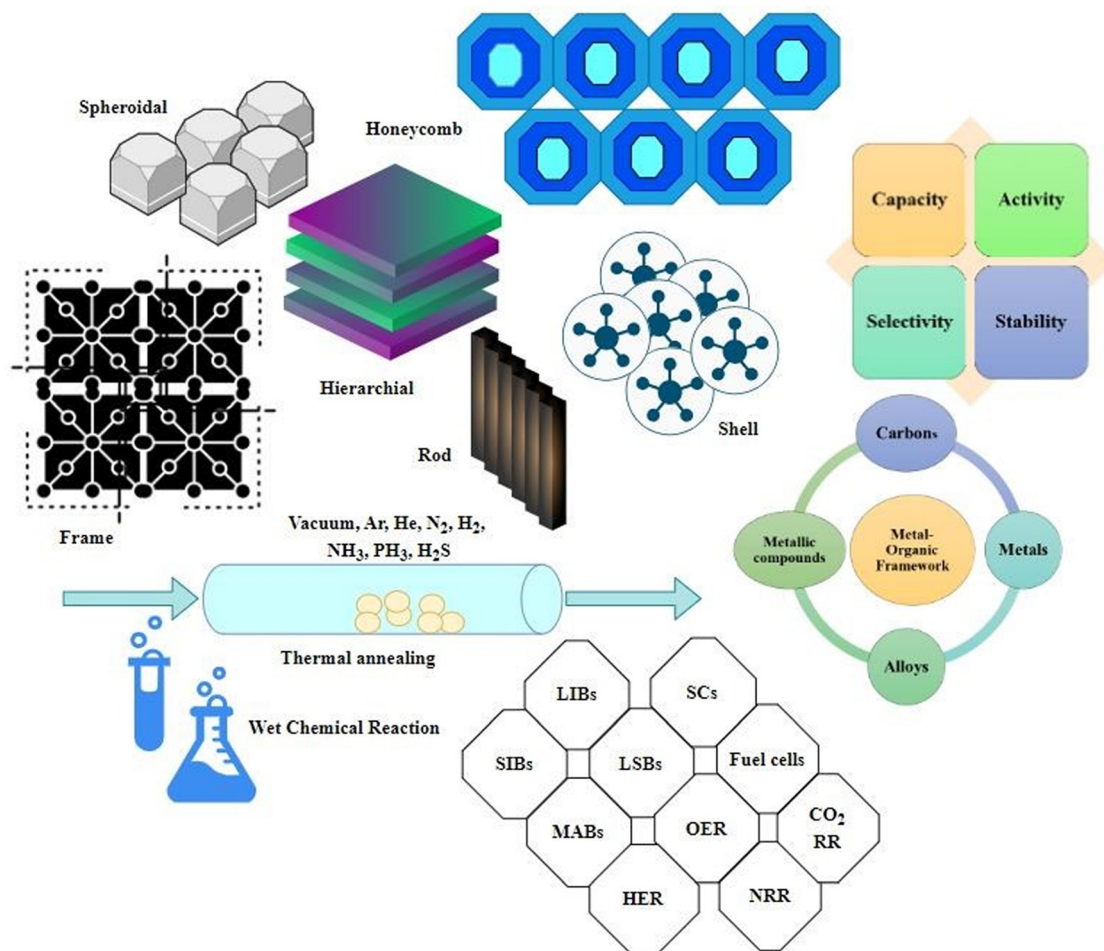 Spheroidal
Honeycomb
Capacity
Activity
Selectivity
Stability
Hierarchial
Shell
Rod
Frame
Carbons
Metallic
compounds
Metal-
Organic
Framework
Metals
Alloys
Vacuum, Ar, He, N₂, H₂,
NH₃, PH₃, H₂S
Thermal annealing
Wet Chemical Reaction
LIBs
SCs
SIBs
LSBs
Fuel cells
MABs
OER
CO₂
RR
HER
NRR